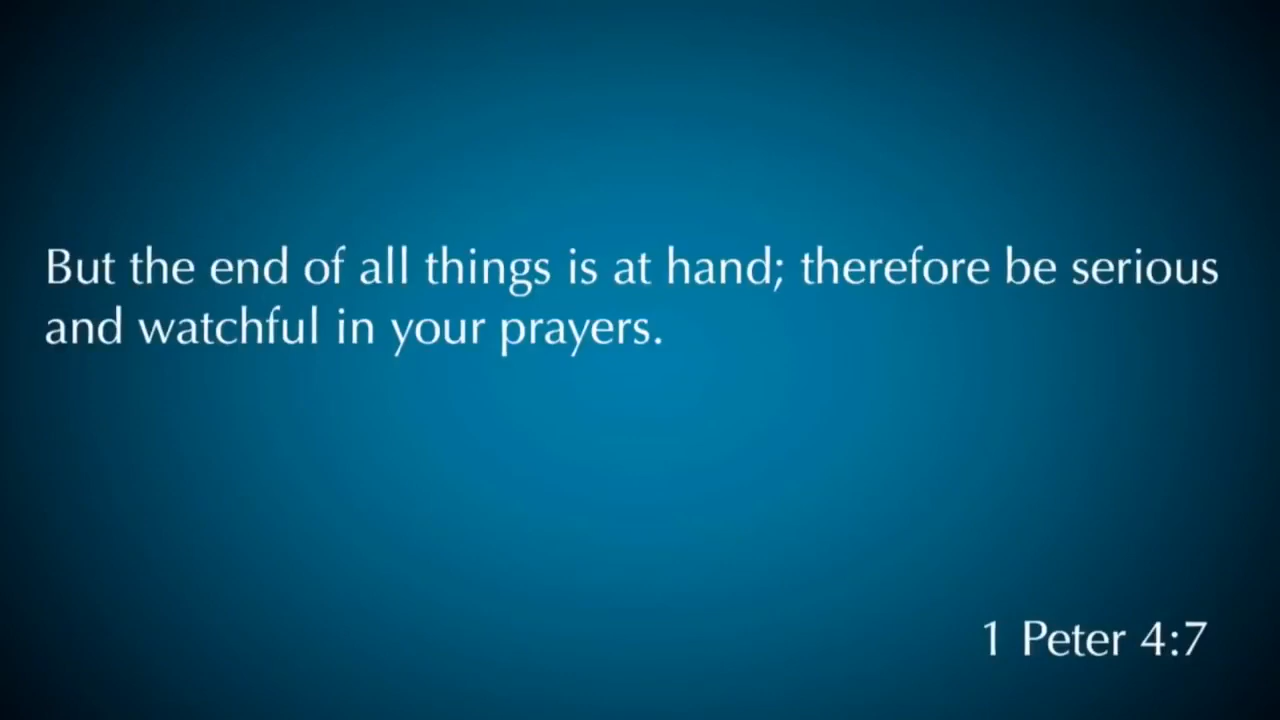 But the end of all things is at hand; therefore be serious
and watchful in your prayers.
1 Peter 4:7